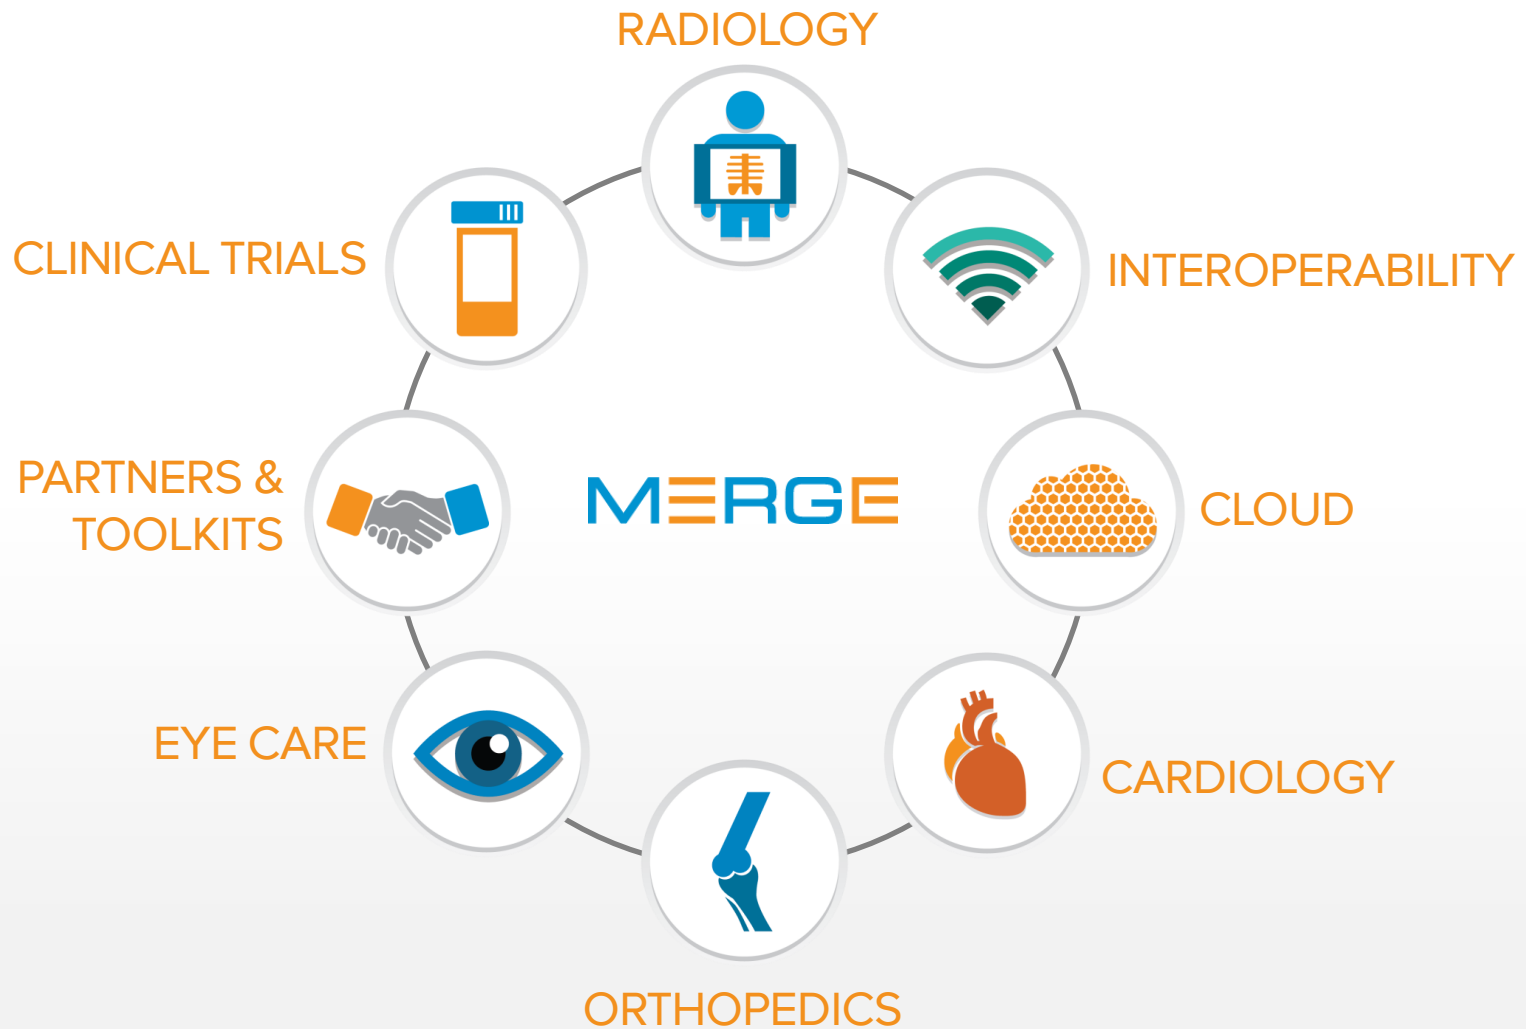 RADIOLOGY
CLINICAL TRIALS
INTEROPERABILITY
PARTNERS &
TOOLKITS
MERGE
CLOUD
EYE CARE
CARDIOLOGY
ORTHOPEDICS